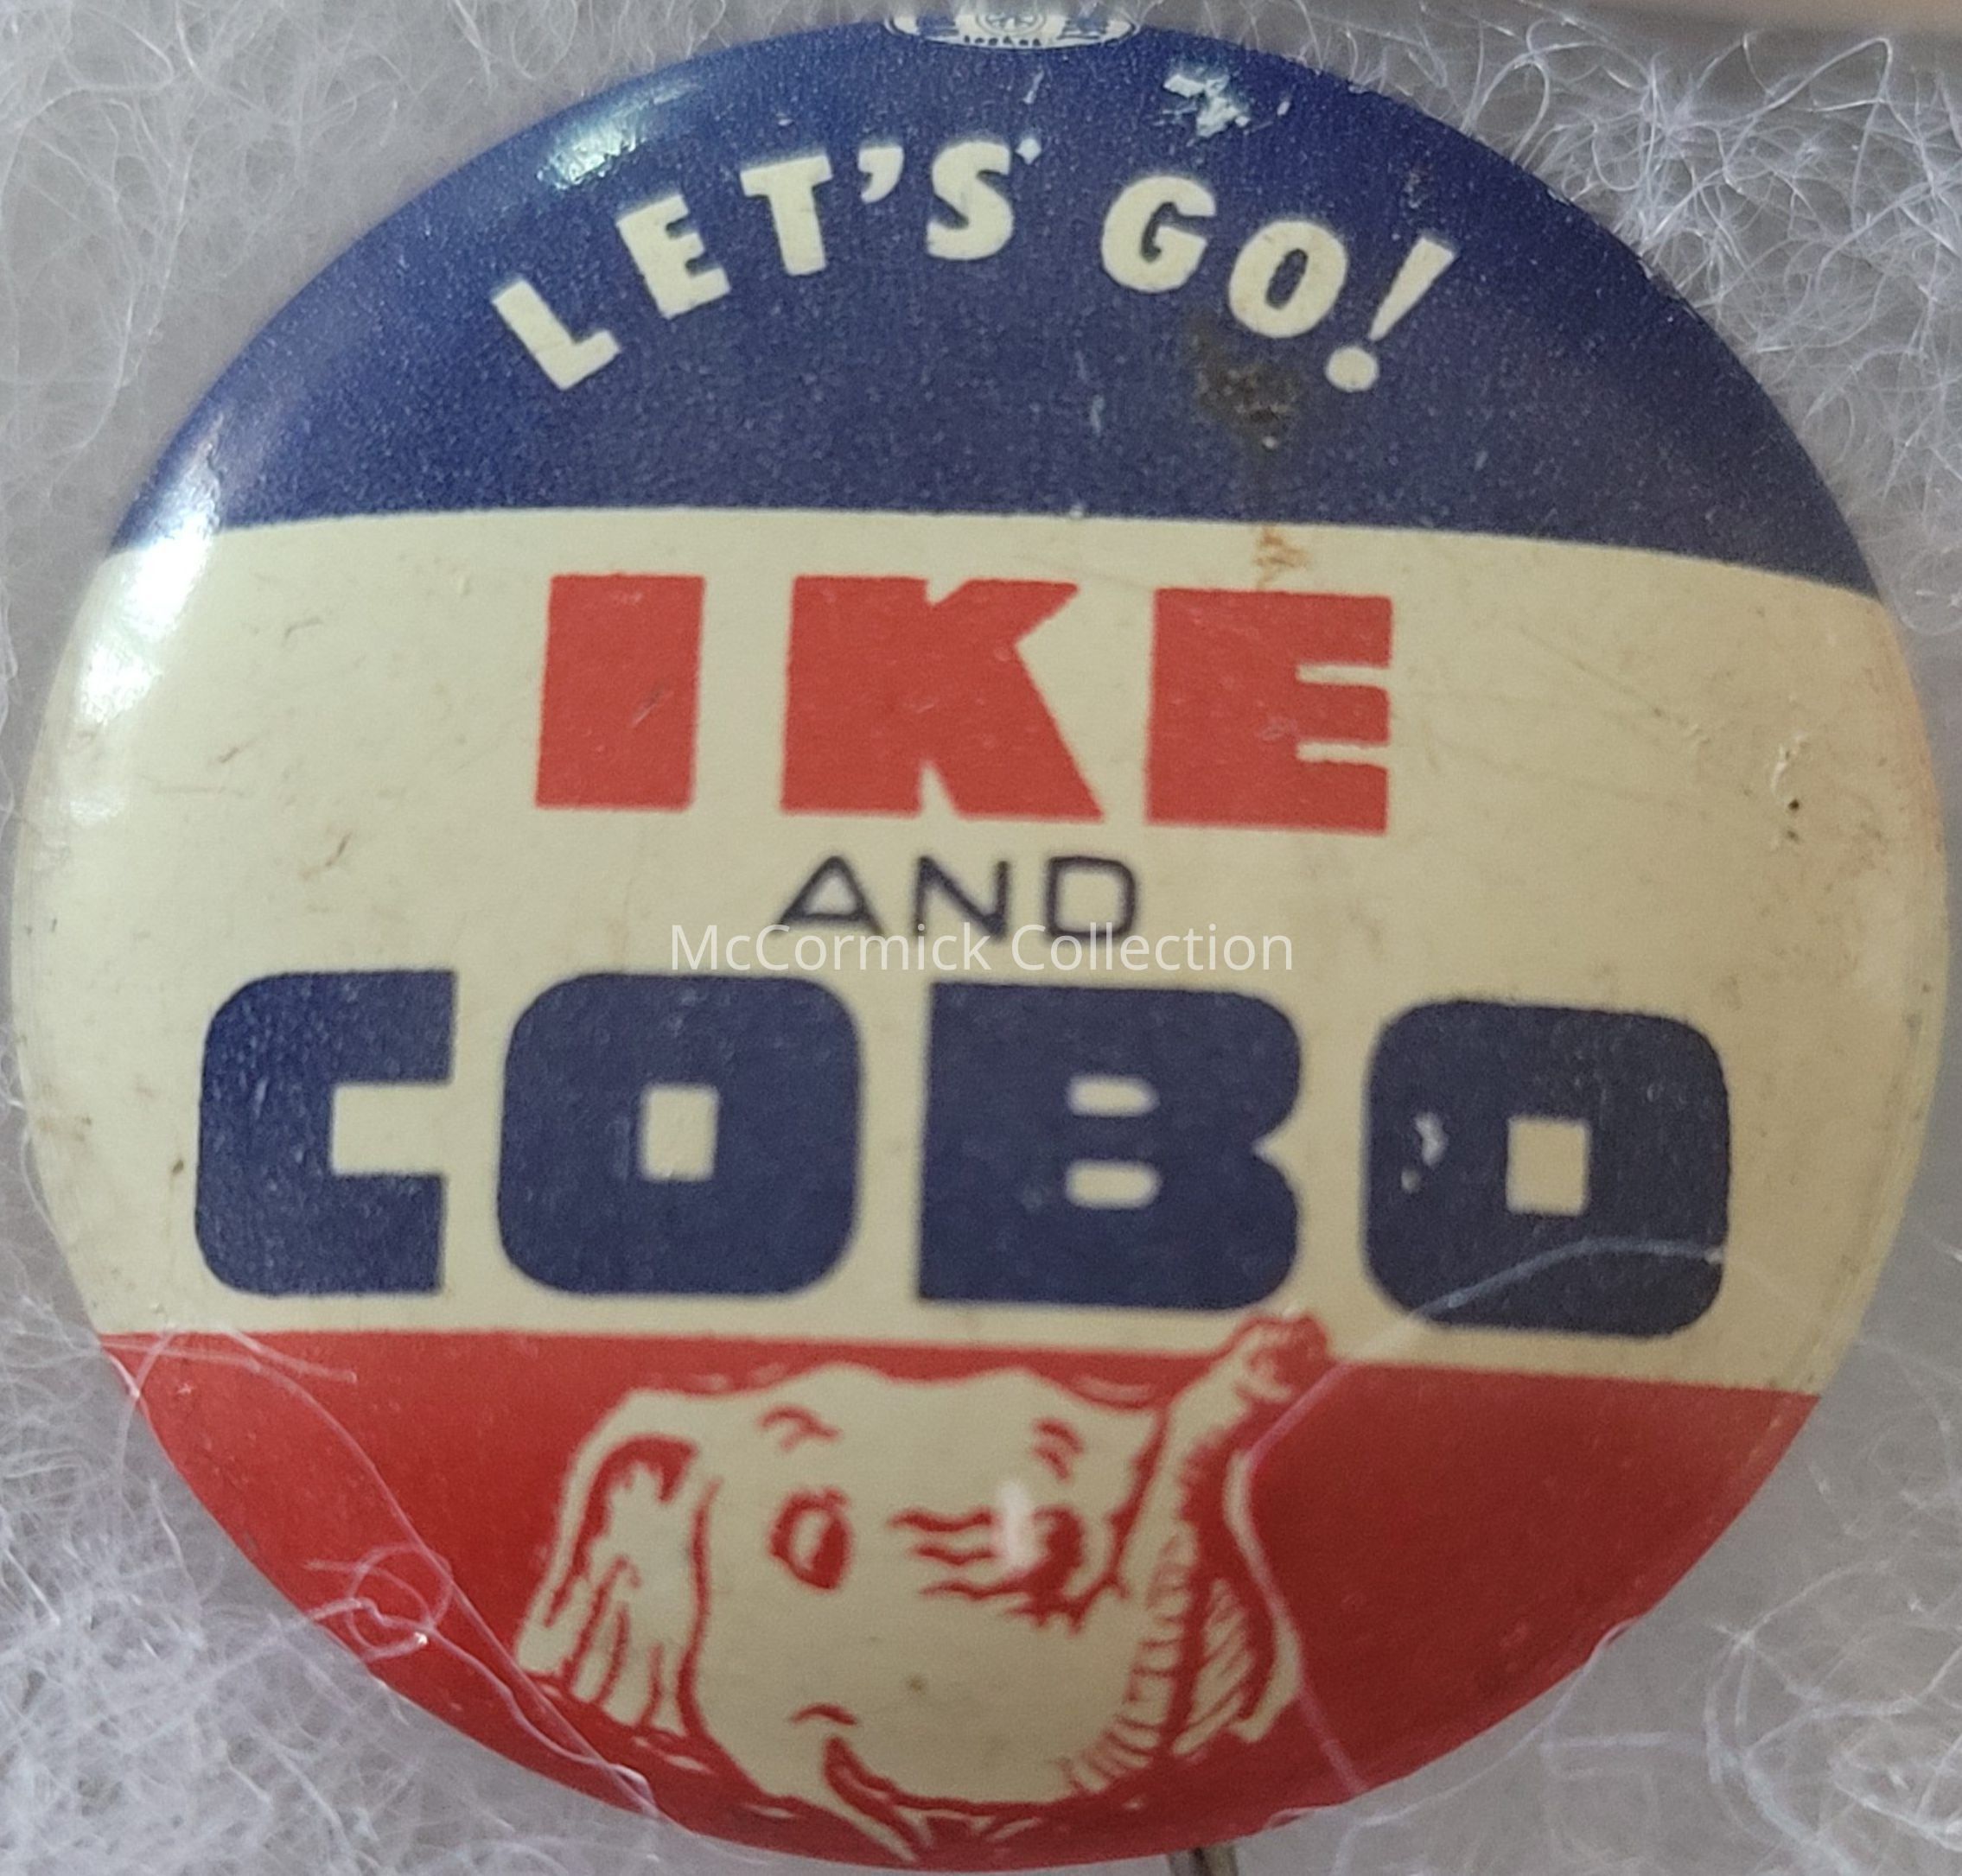 LET'S GO!
IKE
AND
McCormick Collection
COBO